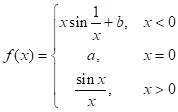 f(x) = { x sin 1/x + b, x < 0
a, x = 0
sin x / x, x > 0